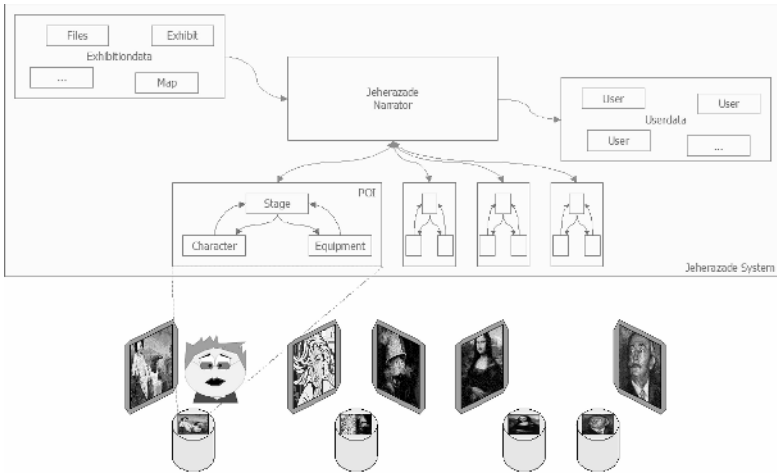 Files
Exhibit
Exhibitiondata
...
Map
Jeherazade
Narrator
User
User
Userdata
User
...
POI
Stage
Character
Equipment
Jeherazade System